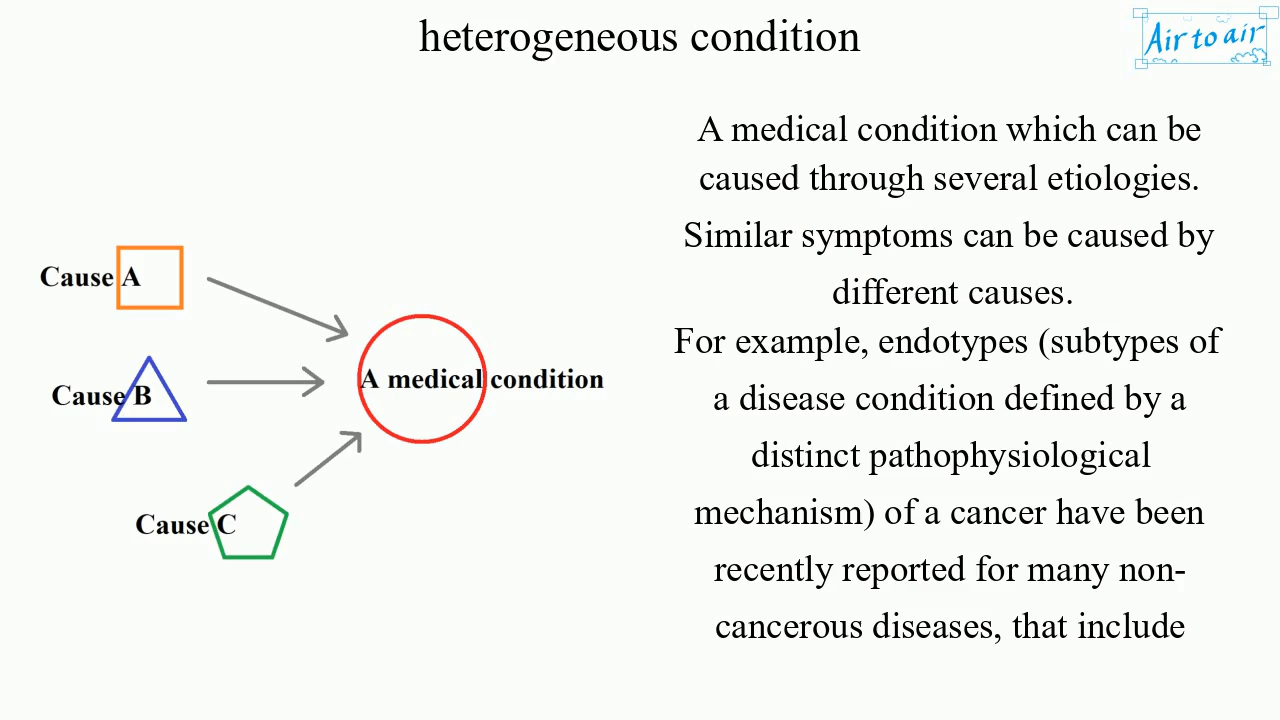 heterogeneous condition
Air to air
A medical condition which can be
caused through several etiologies.
Similar symptoms can be caused by
different causes.
For example, endotypes (subtypes of
a disease condition defined by a
distinct pathophysiological
mechanism) of a cancer have been
recently reported for many non-
cancerous diseases, that include
Cause A
Cause B
A medical condition
Cause C